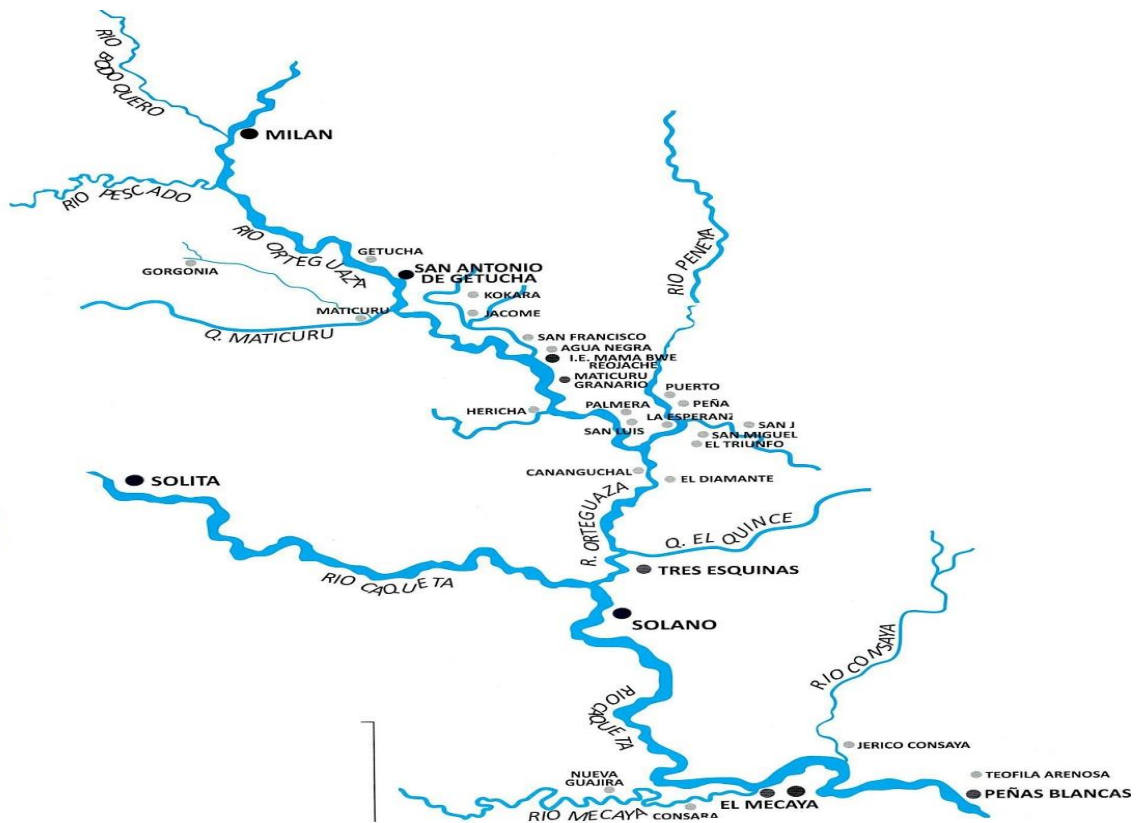 RIO BODOQUERO
MILAN
RIO PESCADO
RIO ORTEGUAZA
GETUCHA
GORGONIA
SAN ANTONIO
DE GETUCHA
KOKARA
JACOME
MATICURU
Q. MATICURU
RIO PENEYA
SAN FRANCISCO
AGUA NEGRA
I.E. MAMA BWE
REOJACHE
MATICURU
GRANARIO
PUERTO
PEÑA
HERICHA
PALMERA
LA ESPERANZ
SAN LUIS
SAN J
SAN MIGUEL
EL TRIUNFO
CANANGUCHAL
EL DIAMANTE
SOLITA
R. ORTEGUAZA
Q. EL QUINCE
RIO CAQUETA
TRES ESQUINAS
SOLANO
RIO CONSAYA
RIO
CAQUETA
JERICO CONSAYA
NUEVA
GUAJIRA
TEOFILA ARENOSA
PEÑAS BLANCAS
EL MECAYA
RIO MECAYA
CONSARA